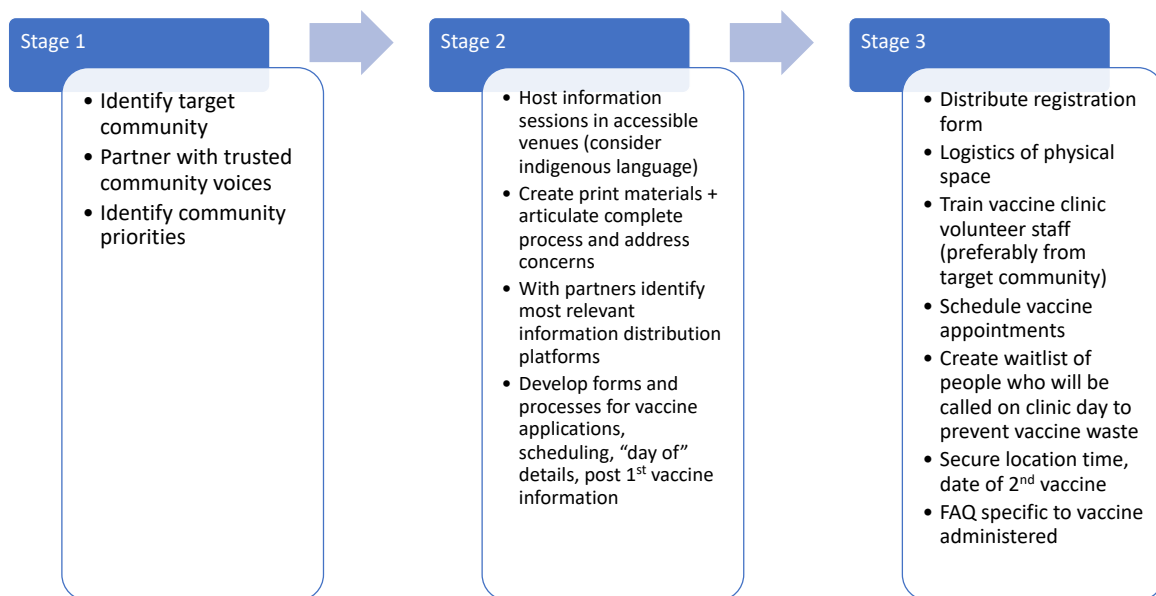 Stage 1
• Identify target
community
• Partner with trusted
community voices
• Identify community
priorities
Stage 2
• Host information
sessions in accessible
venues (consider
indigenous language)
• Create print materials +
articulate complete
process and address
concerns
• With partners identify
most relevant
information distribution
platforms
• Develop forms and
processes for vaccine
applications,
scheduling, “day of”
details, post 1st vaccine
information
Stage 3
• Distribute registration
form
• Logistics of physical
space
• Train vaccine clinic
volunteer staff
(preferably from
target community)
• Schedule vaccine
appointments
• Create waitlist of
people who will be
called on clinic day to
prevent vaccine waste
• Secure location time,
date of 2nd vaccine
• FAQ specific to vaccine
administered